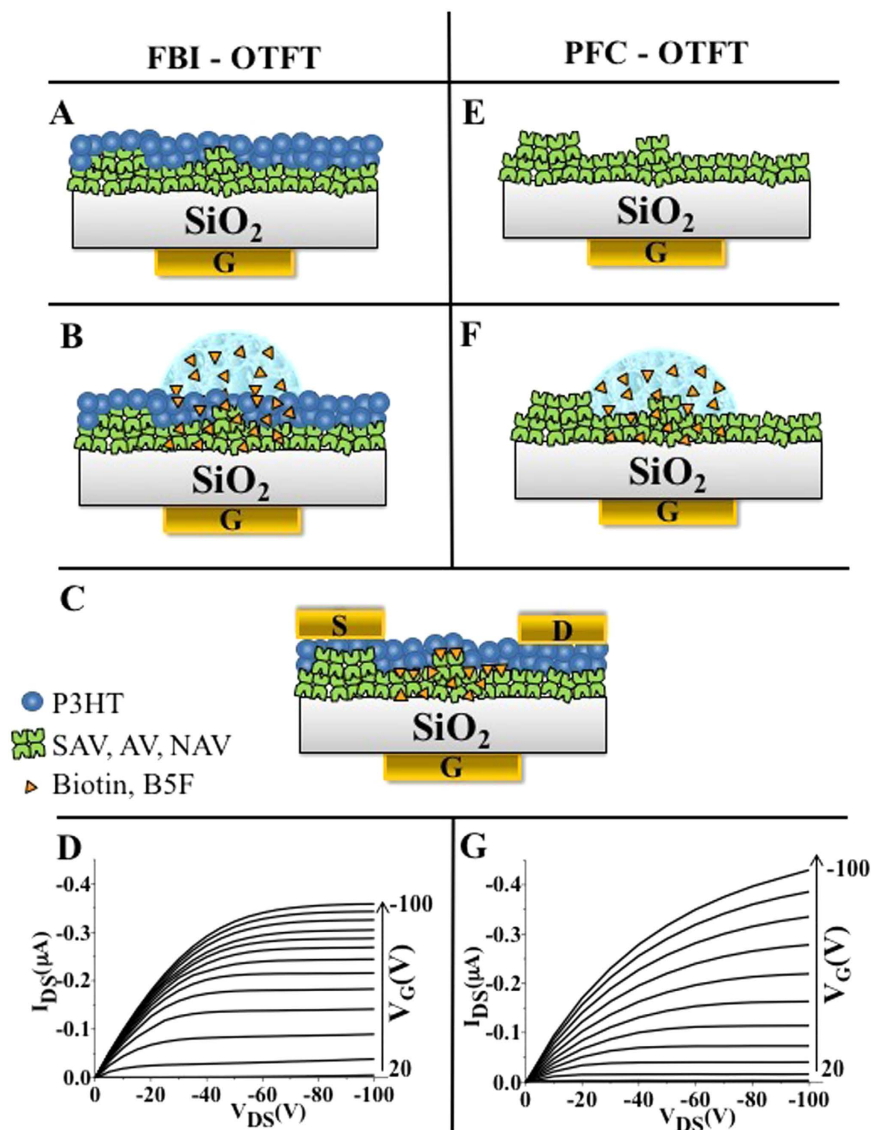 FBI - OTFT
PFC - OTFT
A
SiO2
G
E
SiO2
G
B
SiO2
G
F
SiO2
G
C
S
D
SiO2
G
P3HT
SAV, AV, NAV
Biotin, B5F
D
-0.4
-0.3
-0.2
-0.1
0.0
IDS(μA)
0
-20
-40
-60
-80
-100
VDS(V)
-100
VG(V)
20
G
-0.4
-0.3
-0.2
-0.1
0.0
IDS(μA)
0
-20
-40
-60
-80
-100
VDS(V)
-100
VG(V)
20